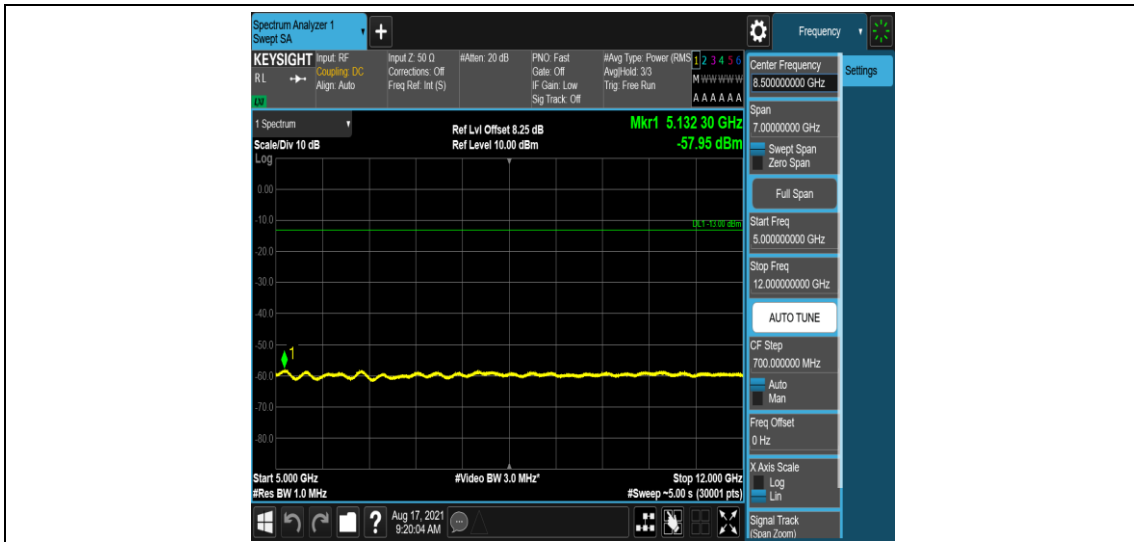 Spectrum Analyzer 1
Swept SA
+
Frequency
KEYSIGHT
RL
LM
Input: RF
Coupling: DC
Align: Auto
Input Z: 50 Ω
Corrections: Off
Freq Ref: Int (S)
#Atten: 20 dB
PNO: Fast
Gate: Off
IF Gain: Low
Sig Track: Off
#Avg Type: Power (RMS
Avg|Hold: 3/3
Trig: Free Run
1 2 3 4 5 6
M W W W W W
A A A A A A
1 Spectrum
Scale/Div 10 dB
Log
Ref Lvl Offset 8.25 dB
Ref Level 10.00 dBm
Mkr1 5.132 30 GHz
-57.95 dBm
0.00
-10.0
DL1 -13.00 dBm
-20.0
-30.0
-40.0
-50.0
1
-60.0
-70.0
-80.0
Start 5.000 GHz
#Res BW 1.0 MHz
#Video BW 3.0 MHz*
Stop 12.000 GHz
#Sweep ~5.00 s (30001 pts)
?
Aug 17, 2021
9:20:04 AM
Center Frequency
8.500000000 GHz
Settings
Span
7.00000000 GHz
Swept Span
Zero Span
Full Span
Start Freq
5.000000000 GHz
Stop Freq
12.000000000 GHz
AUTO TUNE
CF Step
700.000000 MHz
Auto
Man
Freq Offset
0 Hz
X Axis Scale
Log
Lin
Signal Track
(Span Zoom)